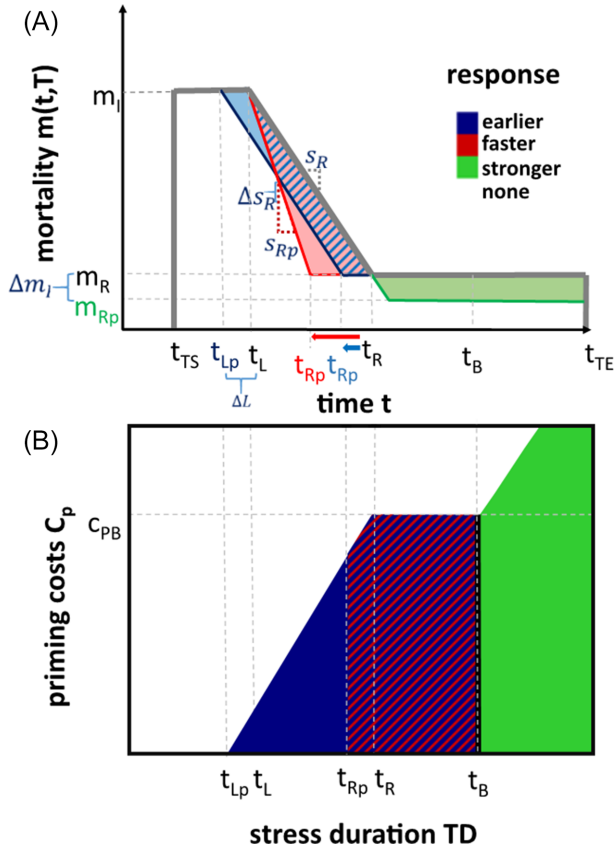 (A)
mortality m(t,T)
response
earlier
faster
stronger
none
m_I
s_R
Δs_R
s_Rp
Δm_I
m_R
m_Rp
t_TS t_Lp t_L t_Rp t_Rp t_R t_B t_TE
ΔL
time t
(B)
priming costs C_p
c_PB
t_Lp t_L t_Rp t_R t_B
stress duration TD